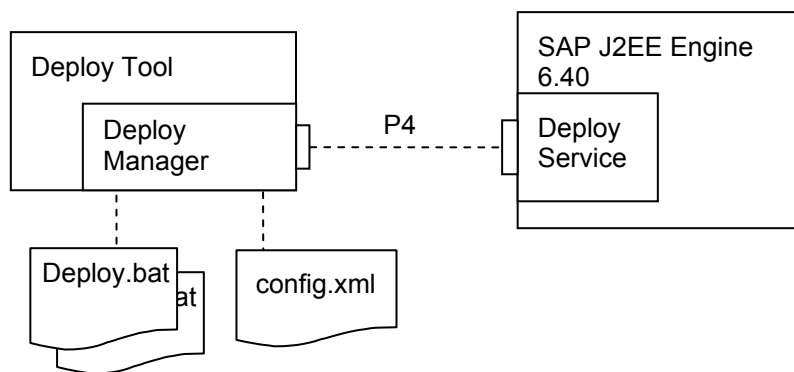 Deploy Tool
Deploy
Manager
P4
SAP J2EE Engine
6.40
Deploy
Service
Deploy.bat
at
config.xml